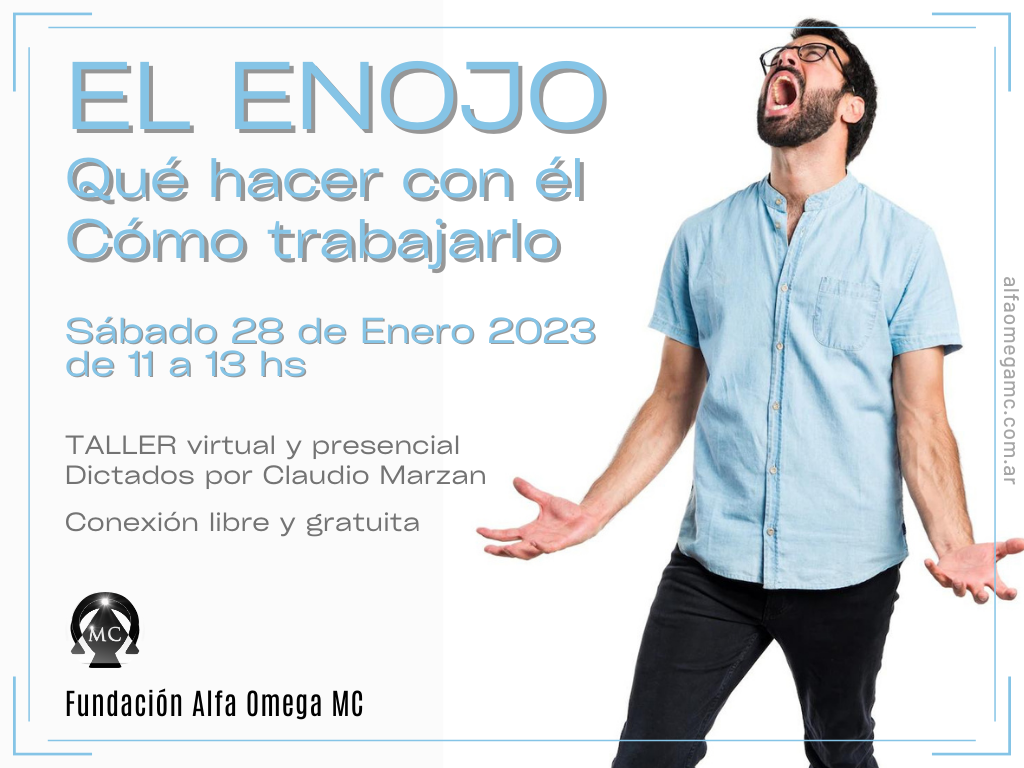 EL ENOJO
Qué hacer con él
Cómo trabajarlo
Sábado 28 de Enero 2023
de 11 a 13 hs
TALLER virtual y presencial
Dictados por Claudio Marzan
Conexión libre y gratuita
MC
Fundación Alfa Omega MC
alfaomegamc.com.ar